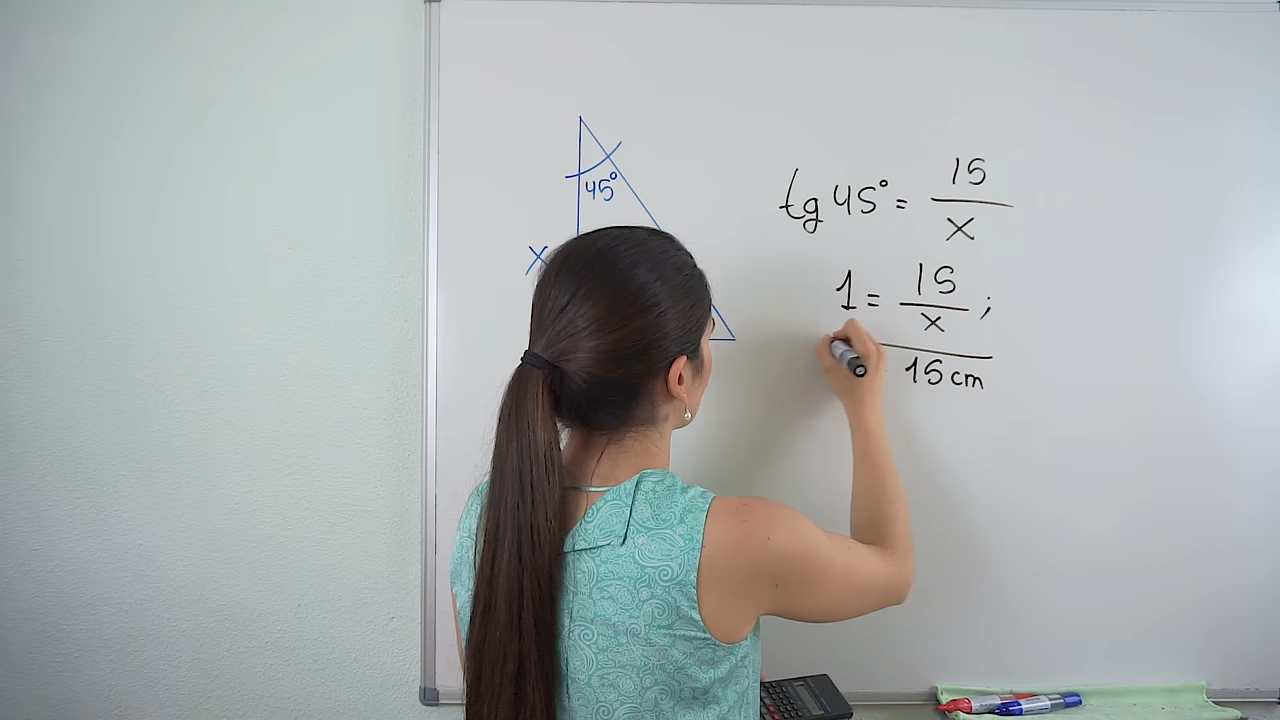 45°
x
tg 45° = 15/x
1 = 15/x ;
15 cm